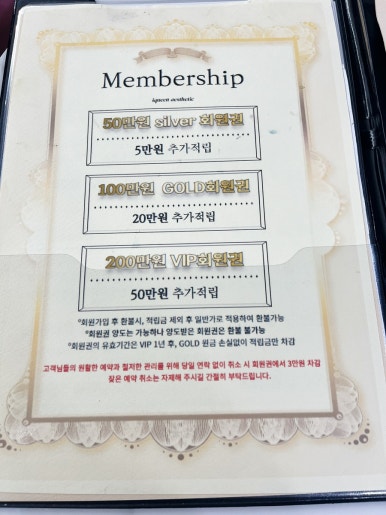 Membership
iqueen aesthetic
50만원 silver 회원권
5만원 추가적립
100만원 GOLD회원권
20만원 추가적립
200만원 VIP회원권
50만원 추가적립
*회원가입 후 환불시, 적립금 제외 후 일반가로 적용하여 환불가능
*회원권 양도는 가능하나 양도받은 회원권은 환불 불가능
*회원권의 유효기간은 VIP 1년 후, GOLD 원금 손실없이 적립금만 차감
고객님들의 원활한 예약과 철저한 관리를 위해 당일 연락 없이 취소 시 회원권에서 3만원 차감
잦은 예약 취소는 자제해 주시길 간절히 부탁드립니다.